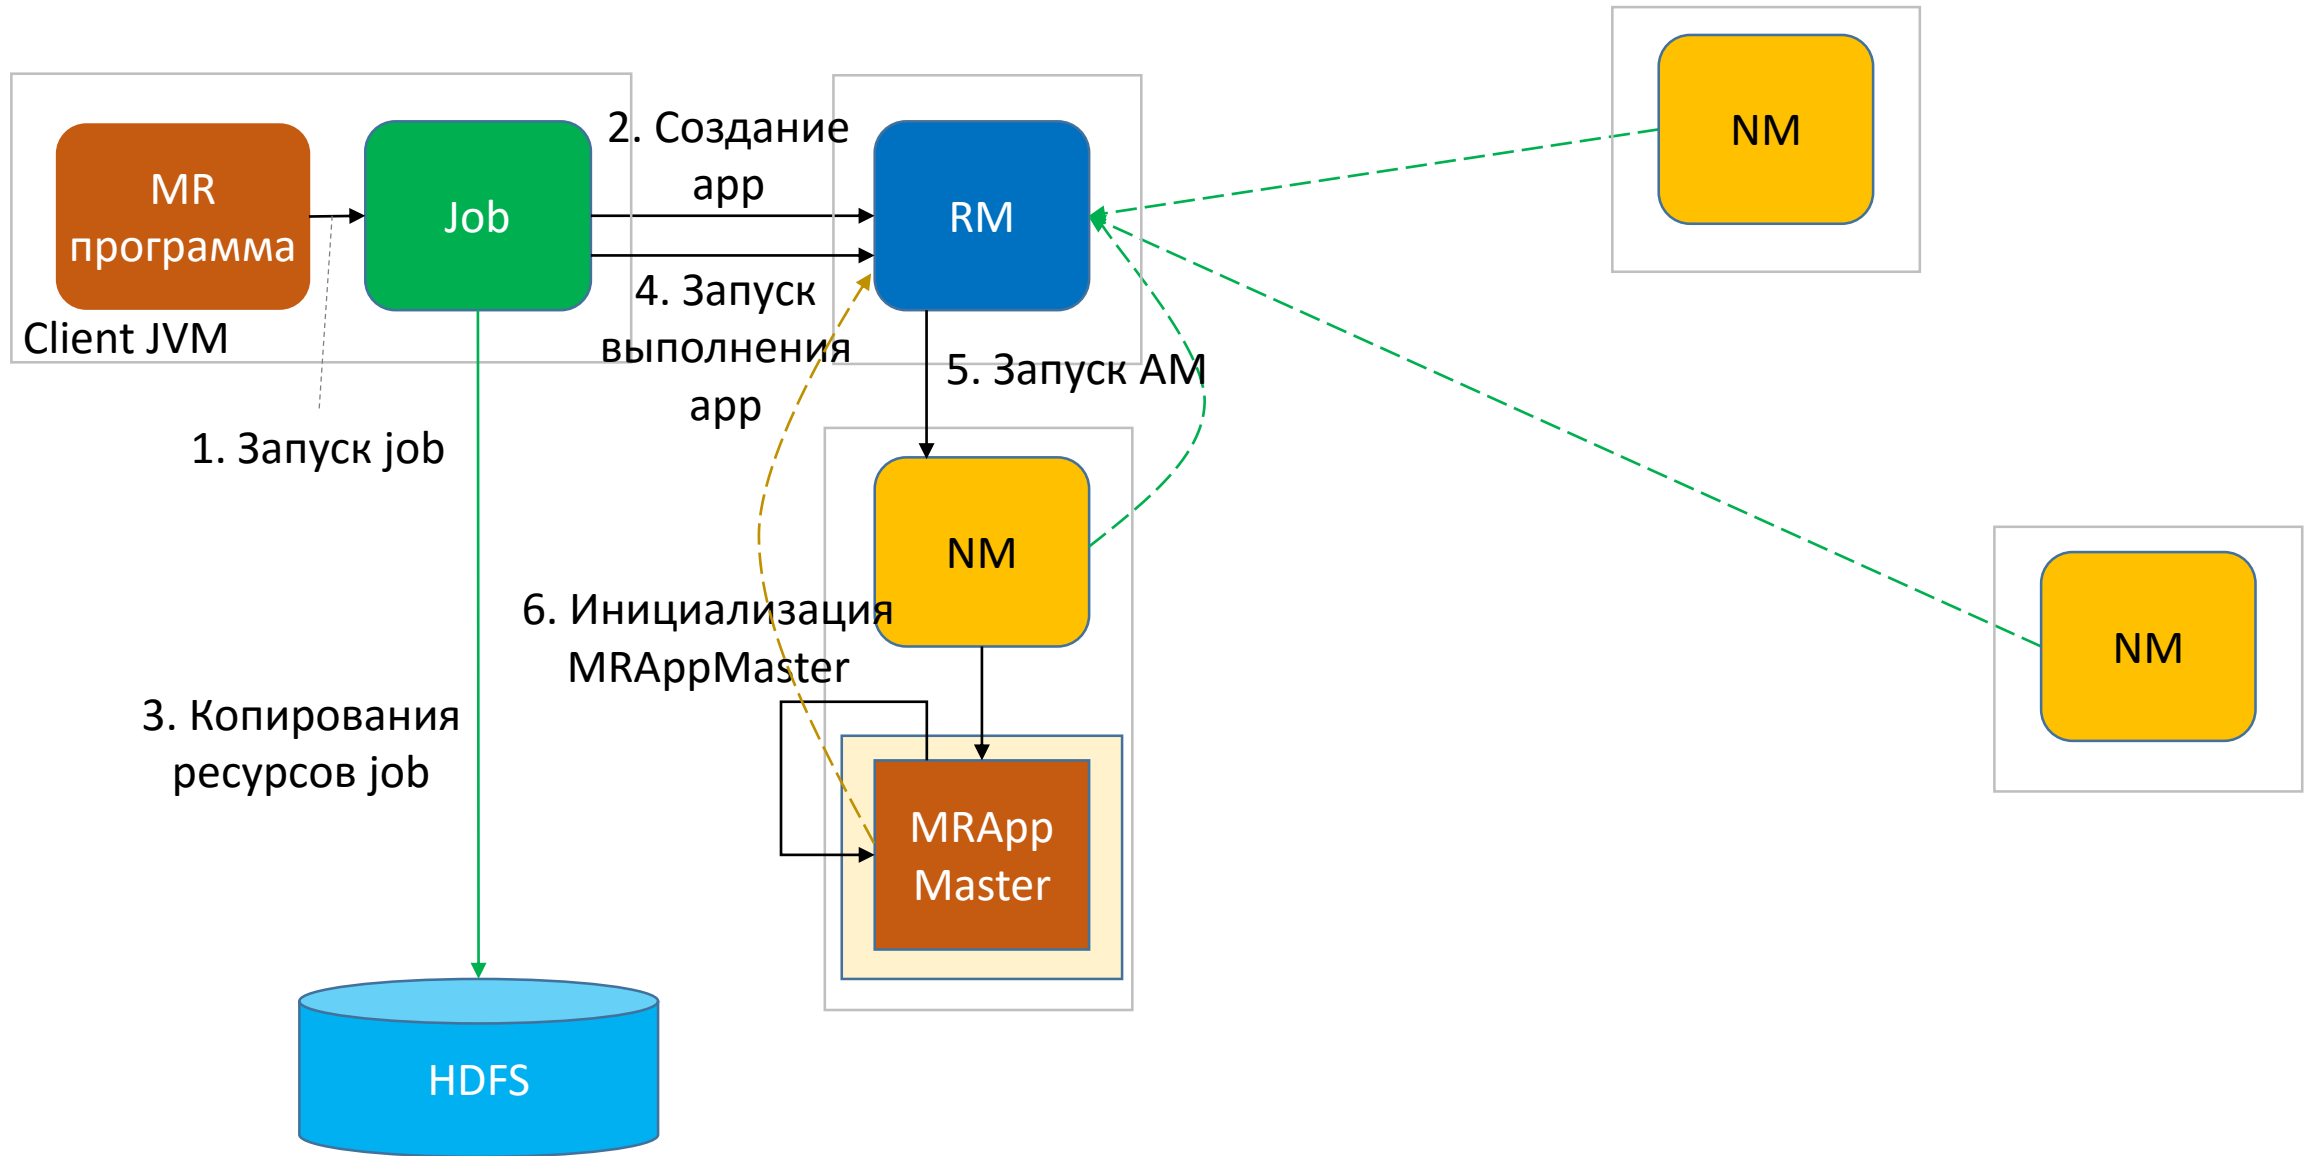 MR
программа
Job
2. Создание
app
RM
NM
Client JVM
4. Запуск
выполнения
app
5. Запуск AM
1. Запуск job
NM
6. Инициализация
MRAppMaster
NM
3. Копирования
ресурсов job
MRApp
Master
HDFS